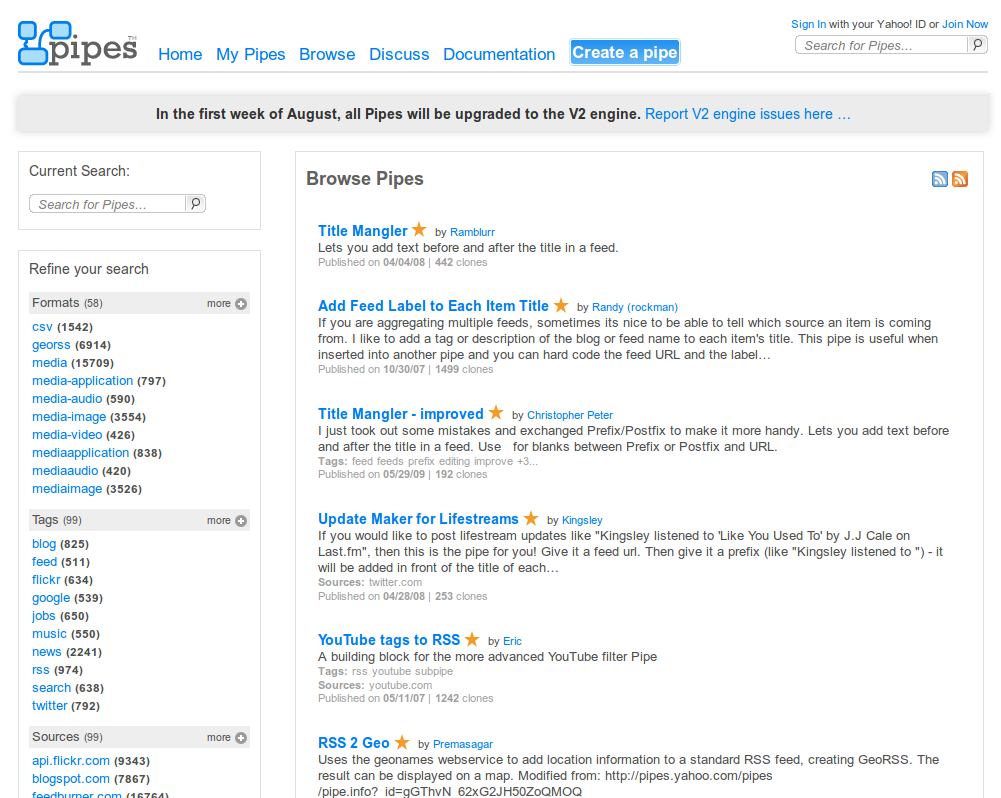 pipes TM
Sign In with your Yahoo! ID or Join Now
Home My Pipes Browse Discuss Documentation Create a pipe
Search for Pipes...
In the first week of August, all Pipes will be upgraded to the V2 engine. Report V2 engine issues here ...
Current Search:
Search for Pipes...
Refine your search
Formats (58) more
csv (1542)
georss (6914)
media (15709)
media-application (797)
media-audio (590)
media-image (3554)
media-video (426)
mediaapplication (838)
mediaaudio (420)
mediaimage (3526)
Tags (99) more
blog (825)
feed (511)
flickr (634)
google (539)
jobs (650)
music (550)
news (2241)
rss (974)
search (638)
twitter (792)
Sources (99) more
api.flickr.com (9343)
blogspot.com (7867)
feedburner.com (16764)
Browse Pipes
Title Mangler by Ramblurr
Lets you add text before and after the title in a feed.
Published on 04/04/08 | 442 clones
Add Feed Label to Each Item Title by Randy (rockman)
If you are aggregating multiple feeds, sometimes its nice to be able to tell which source an item is coming
from. I like to add a tag or description of the blog or feed name to each item's title. This pipe is useful when
inserted into another pipe and you can hard code the feed URL and the label...
Published on 10/30/07 | 1499 clones
Title Mangler - improved by Christopher Peter
I just took out some mistakes and exchanged Prefix/Postfix to make it more handy. Lets you add text before
and after the title in a feed. Use   for blanks between Prefix or Postfix and URL.
Tags: feed feeds prefix editing improve +3...
Published on 05/29/09 | 192 clones
Update Maker for Lifestreams by Kingsley
If you would like to post lifestream updates like "Kingsley listened to 'Like You Used To' by J.J Cale on
Last.fm", then this is the pipe for you! Give it a feed url. Then give it a prefix (like "Kingsley listened to ") - it
will be added in front of the title of each...
Sources: twitter.com
Published on 04/28/08 | 253 clones
YouTube tags to RSS by Eric
A building block for the more advanced YouTube filter Pipe
Tags: rss youtube subpipe
Sources: youtube.com
Published on 05/11/07 | 1242 clones
RSS 2 Geo by Premasagar
Uses the geonames webservice to add location information to a standard RSS feed, creating GeoRSS. The
result can be displayed on a map. Modified from: http://pipes.yahoo.com/pipes
/pipe.info?_id=gGThvN_62xG2JH50ZoQMOQ